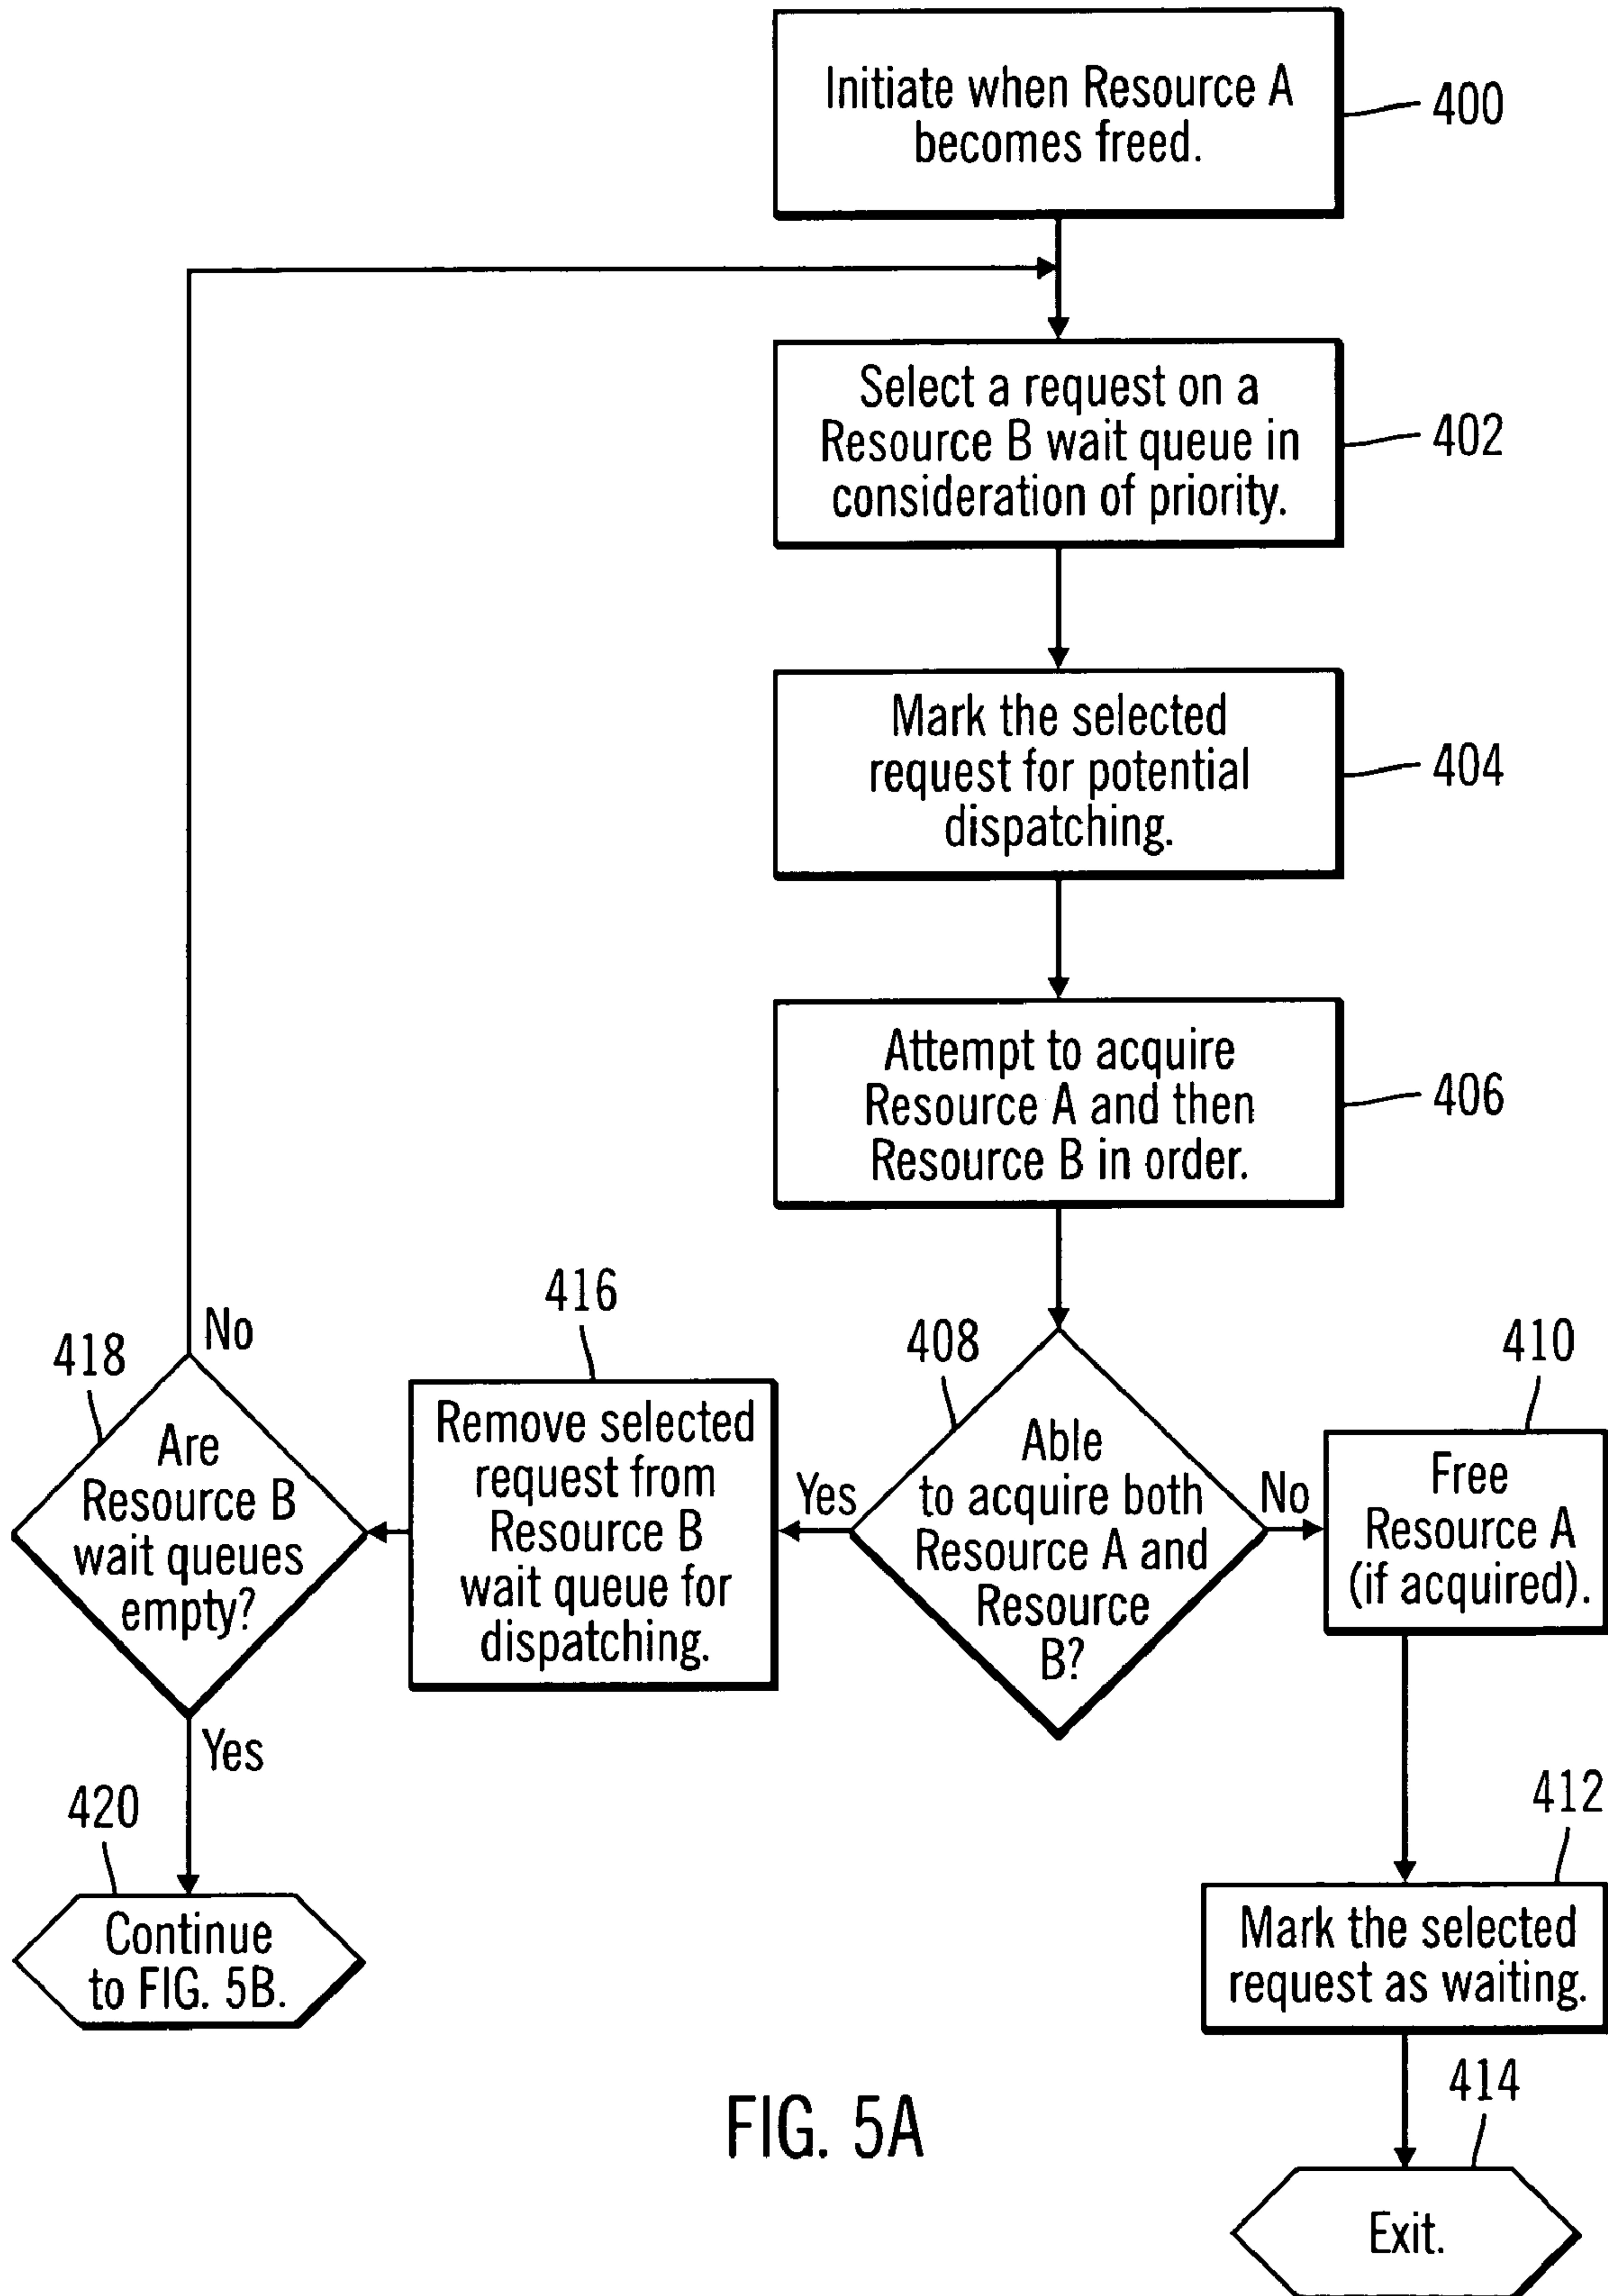 Initiate when Resource A
becomes freed.
400
Select a request on a
Resource B wait queue in
consideration of priority.
402
Mark the selected
request for potential
dispatching.
404
Attempt to acquire
Resource A and then
Resource B in order.
406
408
Able
to acquire both
Resource A and
Resource
B?
No
410
Free
Resource A
(if acquired).
412
Mark the selected
request as waiting.
414
Exit.
Yes
416
Remove selected
request from
Resource B
wait queue for
dispatching.
418
No
Are
Resource B
wait queues
empty?
Yes
420
Continue
to FIG. 5B.
FIG. 5A